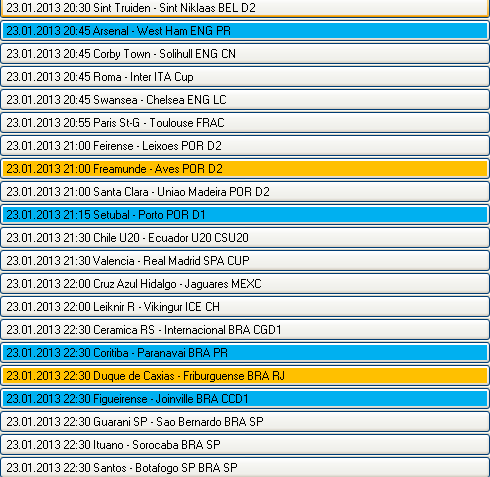 23.01.2013 20:30 Sint Truiden - Sint Niklaas BEL D2
23.01.2013 20:45 Arsenal - West Ham ENG PR
23.01.2013 20:45 Corby Town - Solihull ENG CN
23.01.2013 20:45 Roma - Inter ITA Cup
23.01.2013 20:45 Swansea - Chelsea ENG LC
23.01.2013 20:55 Paris St-G - Toulouse FRAC
23.01.2013 21:00 Feirense - Leixoes POR D2
23.01.2013 21:00 Freamunde - Aves POR D2
23.01.2013 21:00 Santa Clara - Uniao Madeira POR D2
23.01.2013 21:15 Setubal - Porto POR D1
23.01.2013 21:30 Chile U20 - Ecuador U20 CSU20
23.01.2013 21:30 Valencia - Real Madrid SPA CUP
23.01.2013 22:00 Cruz Azul Hidalgo - Jaguares MEXC
23.01.2013 22:00 Leiknir R - Vikingur ICE CH
23.01.2013 22:30 Ceramica RS - Internacional BRA CGD1
23.01.2013 22:30 Coritiba - Paranavai BRA PR
23.01.2013 22:30 Duque de Caxias - Friburguense BRA RJ
23.01.2013 22:30 Figueirense - Joinville BRA CCD1
23.01.2013 22:30 Guarani SP - Sao Bernardo BRA SP
23.01.2013 22:30 Ituano - Sorocaba BRA SP
23.01.2013 22:30 Santos - Botafogo SP BRA SP